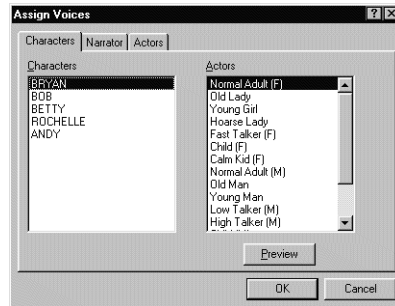 Assign Voices
Characters Narrator Actors
Characters
BRYAN
BOB
BETTY
ROCHELLE
ANDY
Actors
Normal Adult (F)
Old Lady
Young Girl
Hoarse Lady
Fast Talker (F)
Child (F)
Calm Kid (F)
Normal Adult (M)
Old Man
Young Man
Low Talker (M)
High Talker (M)
Preview
OK Cancel